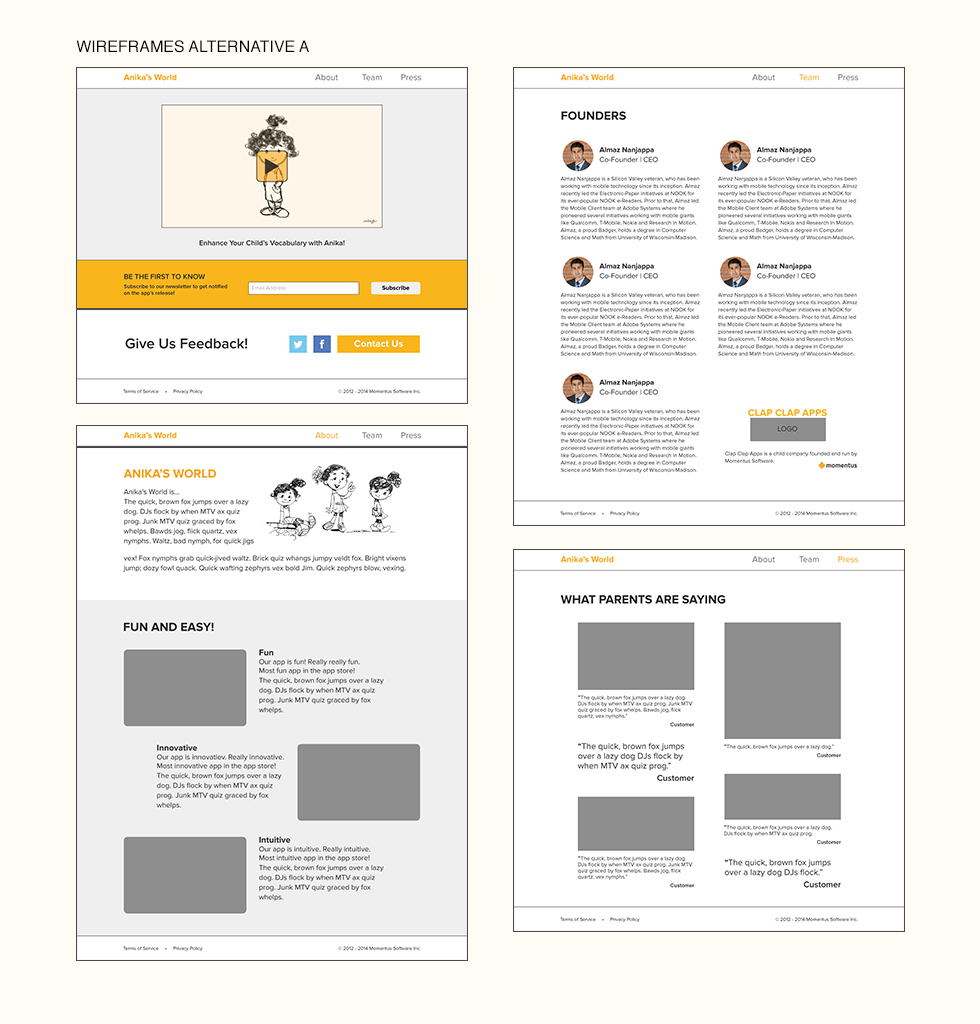 WIREFRAMES ALTERNATIVE A
Anika's World
About
Team
Press
Enhance Your Child's Vocabulary with Anika!
BE THE FIRST TO KNOW
Subscribe to our newsletter to get notified
on the app's release!
Email Address
Subscribe
Give Us Feedback!
Contact Us
Terms of Service • Privacy Policy
© 2012 - 2014 Momentus Software Inc.
Anika's World
About
Team
Press
ANIKA'S WORLD
Anika's World is...
The quick, brown fox jumps over a lazy
dog. DJs flock by when MTV ax quiz
prog. Junk MTV quiz graced by fox
whelps. Bawds jog, flick quartz, vex
nymphs. Waltz, bad nymph, for quick jigs
vex! Fox nymphs grab quick-jived waltz. Brick quiz whangs jumpy veldt fox. Bright vixens
jump; dozy fowl quack. Quick wafting zephyrs vex bold Jim. Quick zephyrs blow, vexing.
FUN AND EASY!
Fun
Our app is fun! Really really fun.
Most fun app in the app store!
The quick, brown fox jumps over a lazy
dog. DJs flock by when MTV ax quiz
prog. Junk MTV quiz graced by fox
whelps.
Innovative
Our app is innovatiev. Really innovative.
Most innovative app in the app store!
The quick, brown fox jumps over a lazy
dog. DJs flock by when MTV ax quiz
prog. Junk MTV quiz graced by fox
whelps.
Intuitive
Our app is intuitive. Really intuitive.
Most intuitive app in the app store!
The quick, brown fox jumps over a lazy
dog. DJs flock by when MTV ax quiz
prog. Junk MTV quiz graced by fox
whelps.
Terms of Service • Privacy Policy
© 2012 - 2014 Momentus Software Inc.
Anika's World
About
Team
Press
FOUNDERS
Almaz Nanjappa
Co-Founder | CEO
Almaz Nanjappa is a Silicon Valley veteran, who has been
working with mobile technology since its inception. Almaz
recently led the Electronic-Paper initiatives at NOOK for
its ever-popular NOOK e-Readers. Prior to that, Almaz led
the Mobile Client team at Adobe Systems where he
pioneered several initiatives working with mobile giants
like Qualcomm, T-Mobile, Nokia and Research in Motion.
Almaz, a proud Badger, holds a degree in Computer
Science and Math from University of Wisconsin-Madison.
Almaz Nanjappa
Co-Founder | CEO
Almaz Nanjappa is a Silicon Valley veteran, who has been
working with mobile technology since its inception. Almaz
recently led the Electronic-Paper initiatives at NOOK for
its ever-popular NOOK e-Readers. Prior to that, Almaz led
the Mobile Client team at Adobe Systems where he
pioneered several initiatives working with mobile giants
like Qualcomm, T-Mobile, Nokia and Research in Motion.
Almaz, a proud Badger, holds a degree in Computer
Science and Math from University of Wisconsin-Madison.
Almaz Nanjappa
Co-Founder | CEO
Almaz Nanjappa is a Silicon Valley veteran, who has been
working with mobile technology since its inception. Almaz
recently led the Electronic-Paper initiatives at NOOK for
its ever-popular NOOK e-Readers. Prior to that, Almaz led
the Mobile Client team at Adobe Systems where he
pioneered several initiatives working with mobile giants
like Qualcomm, T-Mobile, Nokia and Research in Motion.
Almaz, a proud Badger, holds a degree in Computer
Science and Math from University of Wisconsin-Madison.
Almaz Nanjappa
Co-Founder | CEO
Almaz Nanjappa is a Silicon Valley veteran, who has been
working with mobile technology since its inception. Almaz
recently led the Electronic-Paper initiatives at NOOK for
its ever-popular NOOK e-Readers. Prior to that, Almaz led
the Mobile Client team at Adobe Systems where he
pioneered several initiatives working with mobile giants
like Qualcomm, T-Mobile, Nokia and Research in Motion.
Almaz, a proud Badger, holds a degree in Computer
Science and Math from University of Wisconsin-Madison.
Almaz Nanjappa
Co-Founder | CEO
Almaz Nanjappa is a Silicon Valley veteran, who has been
working with mobile technology since its inception. Almaz
recently led the Electronic-Paper initiatives at NOOK for
its ever-popular NOOK e-Readers. Prior to that, Almaz led
the Mobile Client team at Adobe Systems where he
pioneered several initiatives working with mobile giants
like Qualcomm, T-Mobile, Nokia and Research in Motion.
Almaz, a proud Badger, holds a degree in Computer
Science and Math from University of Wisconsin-Madison.
CLAP CLAP APPS
LOGO
Clap Clap Apps is a child company founded and run by
Momentus Software.
momentus
Terms of Service • Privacy Policy
© 2012 - 2014 Momentus Software Inc.
Anika's World
About
Team
Press
WHAT PARENTS ARE SAYING
"The quick, brown fox jumps over a lazy dog.
DJs flock by when MTV ax quiz prog. Junk MTV
quiz graced by fox whelps. Bawds jog, flick
quartz, vex nymphs."
Customer
"The quick, brown fox jumps
over a lazy dog DJs flock by
when MTV ax quiz prog."
Customer
"The quick, brown fox jumps over a lazy dog.
DJs flock by when MTV ax quiz prog. Junk MTV
quiz graced by fox whelps. Bawds jog, flick
quartz, vex nymphs."
Customer
"The quick, brown fox jumps over a lazy dog."
Customer
"The quick, brown fox jumps over a lazy dog.
DJs flock by when MTV ax quiz prog.
Customer
"The quick, brown fox jumps
over a lazy dog DJs flock."
Customer
Terms of Service • Privacy Policy
© 2012 - 2014 Momentus Software Inc.